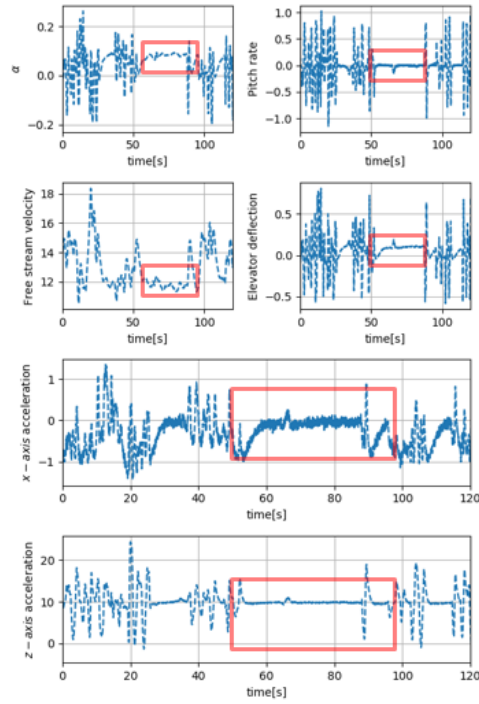 0.2
0.0
−0.2
α
0 50 100
time[s]
1.0
0.5
0.0
−0.5
−1.0
Pitch rate
0 50 100
time[s]
18
16
14
12
Free stream velocity
0 50 100
time[s]
0.5
0.0
−0.5
Elevator deflection
0 50 100
time[s]
1
0
−1
x − axis acceleration
0 20 40 60 80 100 120
time[s]
20
10
0
z − axis acceleration
0 20 40 60 80 100 120
time[s]